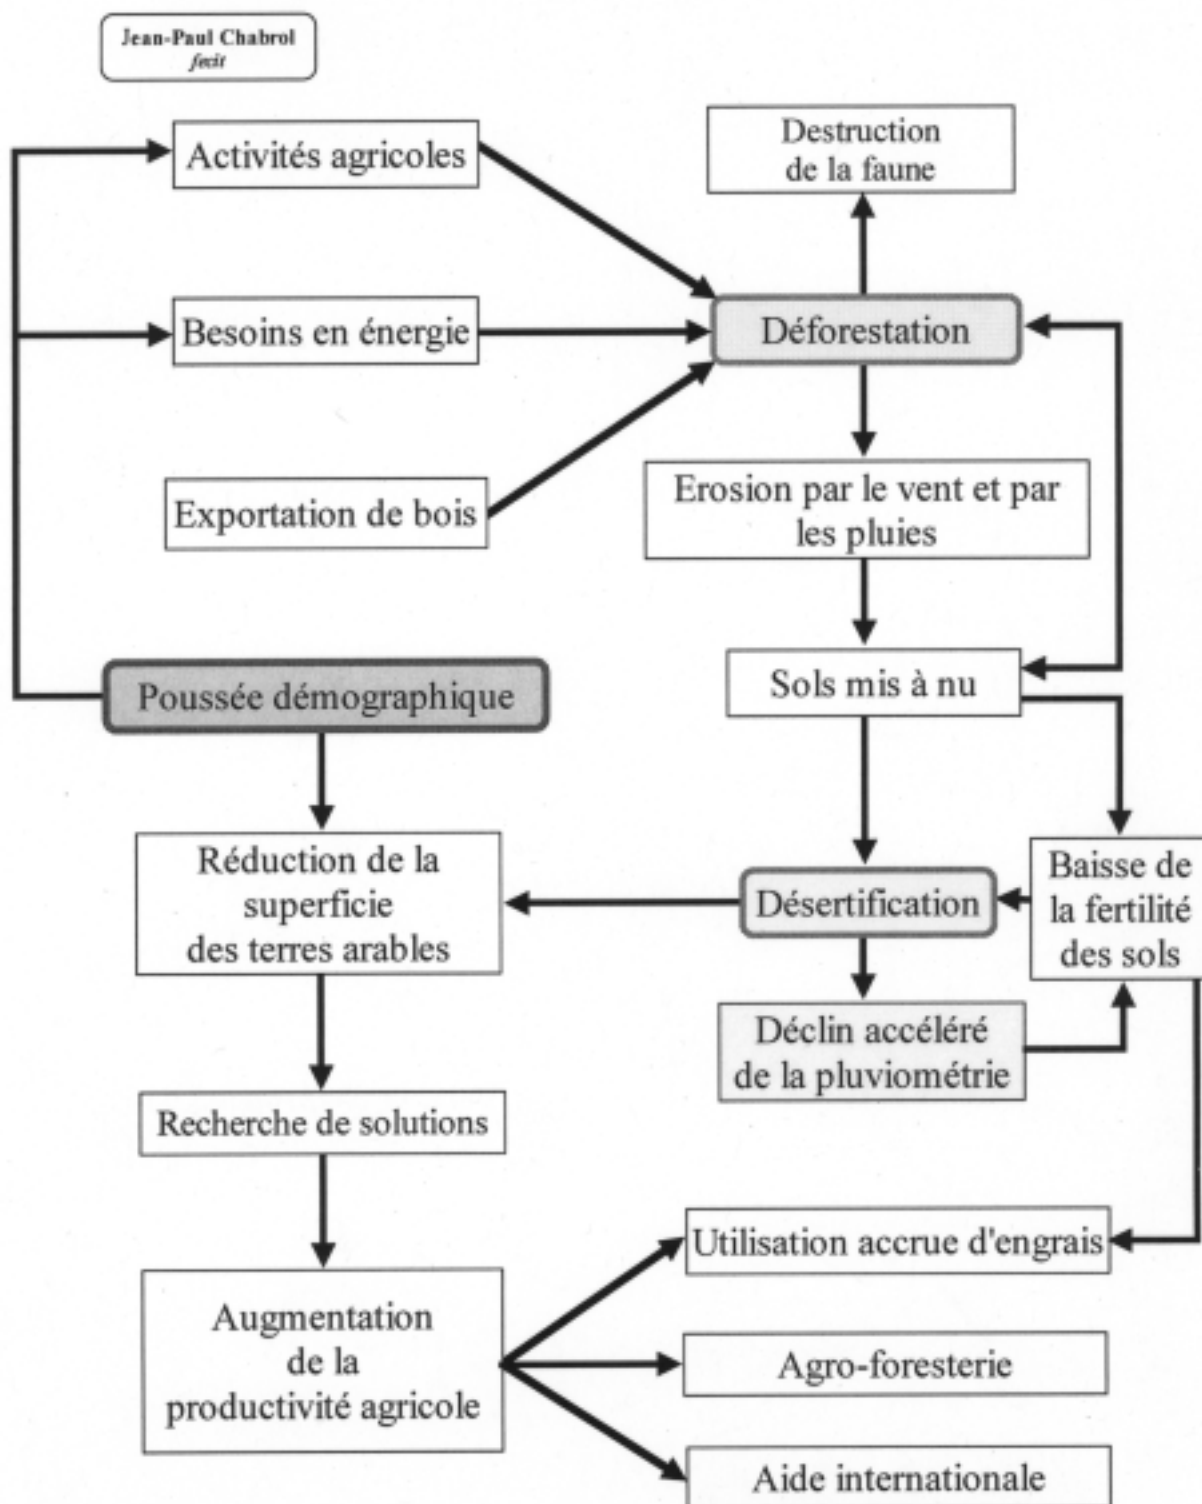 Jean-Paul Chabrol
fecit
Activités agricoles
Destruction
de la faune
Besoins en énergie
Déforestation
Exportation de bois
Erosion par le vent et par
les pluies
Poussée démographique
Sols mis à nu
Réduction de la
superficie
des terres arables
Désertification
Baisse de
la fertilité
des sols
Déclin accéléré
de la pluviométrie
Recherche de solutions
Utilisation accrue d'engrais
Augmentation
de la
productivité agricole
Agro-foresterie
Aide internationale